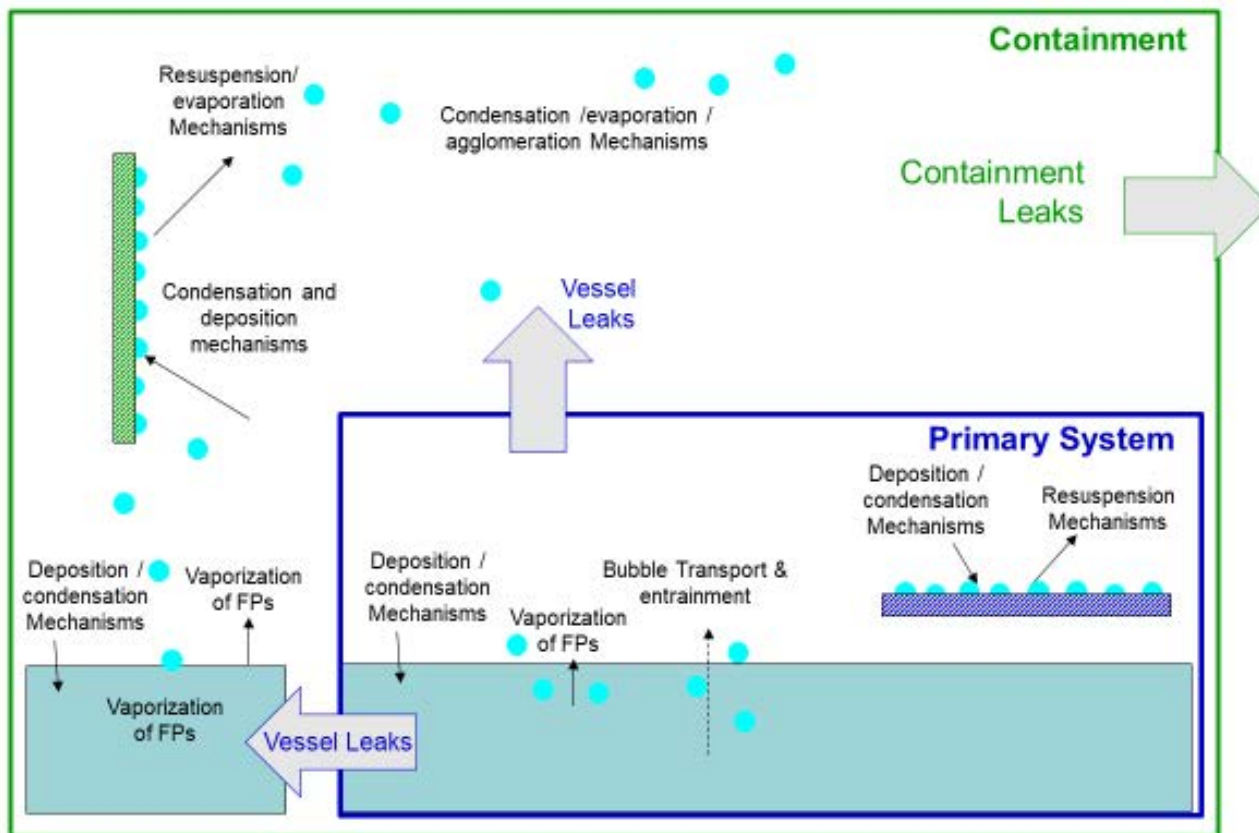 Containment
Resuspension/
evaporation
Mechanisms
Condensation /evaporation /
agglomeration Mechanisms
Containment
Leaks
Condensation and
deposition
mechanisms
Vessel
Leaks
Primary System
Deposition /
condensation
Mechanisms
Resuspension
Mechanisms
Deposition /
condensation
Mechanisms
Vaporization
of FPs
Deposition /
condensation
Mechanisms
Bubble Transport &
entrainment
Vaporization
of FPs
Vaporization
of FPs
Vessel Leaks